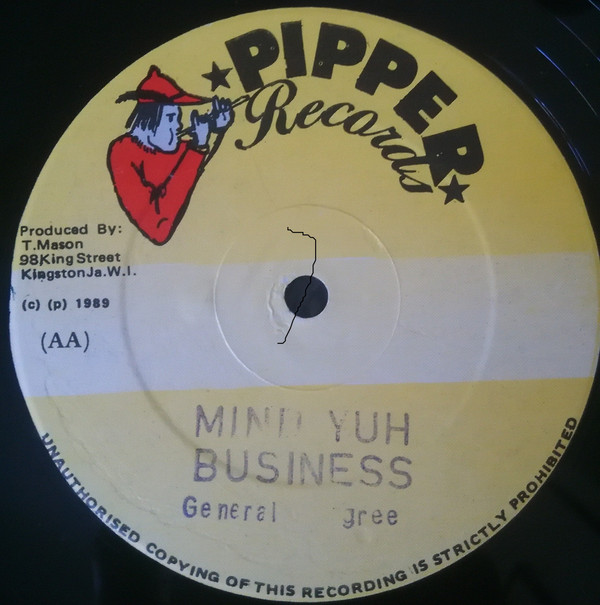 PIPPER
Records
Produced By:
T.Mason
98King Street
KingstonJa.W.I.
(c) (p) 1989
(AA)
MIND YUH
BUSINESS
General
UNAUTHORISED COPYING OF THIS RECORDING IS STRICTLY PROHIBITED